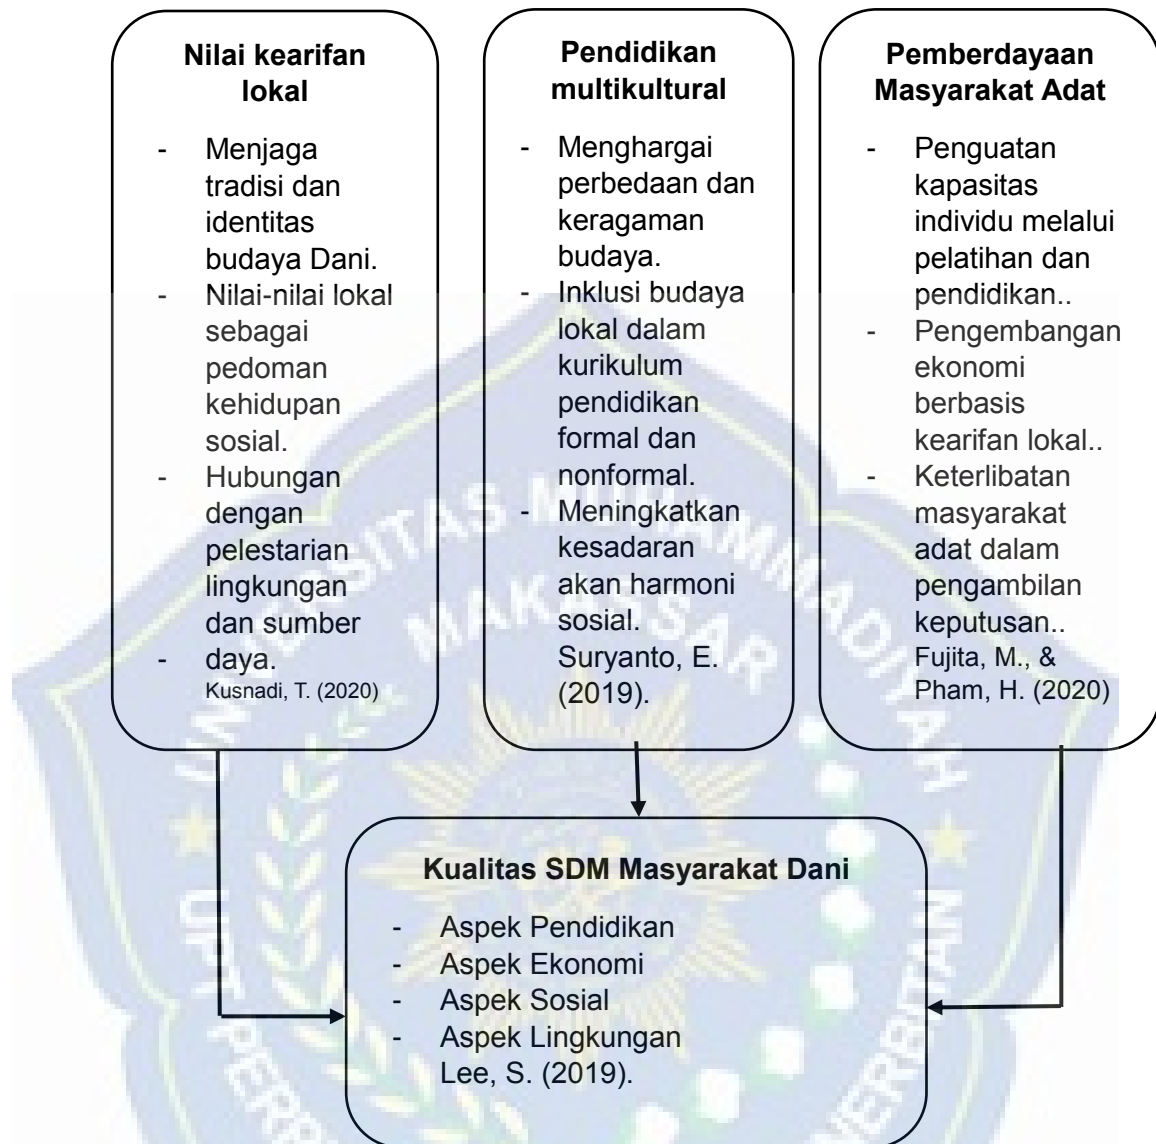 Nilai kearifan
lokal
- Menjaga
tradisi dan
identitas
budaya Dani.
- Nilai-nilai lokal
sebagai
pedoman
kehidupan
sosial.
- Hubungan
dengan
pelestarian
lingkungan
dan sumber
- daya.
Kusnadi, T. (2020)
Pendidikan
multikultural
- Menghargai
perbedaan dan
keragaman
budaya.
- Inklusi budaya
lokal dalam
kurikulum
pendidikan
formal dan
nonformal.
- Meningkatkan
kesadaran
akan harmoni
sosial.
Suryanto, E.
(2019).
Pemberdayaan
Masyarakat Adat
- Penguatan
kapasitas
individu melalui
pelatihan dan
pendidikan..
- Pengembangan
ekonomi
berbasis
kearifan lokal..
- Keterlibatan
masyarakat
adat dalam
pengambilan
keputusan..
Fujita, M., &
Pham, H. (2020)
Kualitas SDM Masyarakat Dani
- Aspek Pendidikan
- Aspek Ekonomi
- Aspek Sosial
- Aspek Lingkungan
Lee, S. (2019).
UNIVERSITAS MUHAMMADIYAH
MAKASSAR
UPT